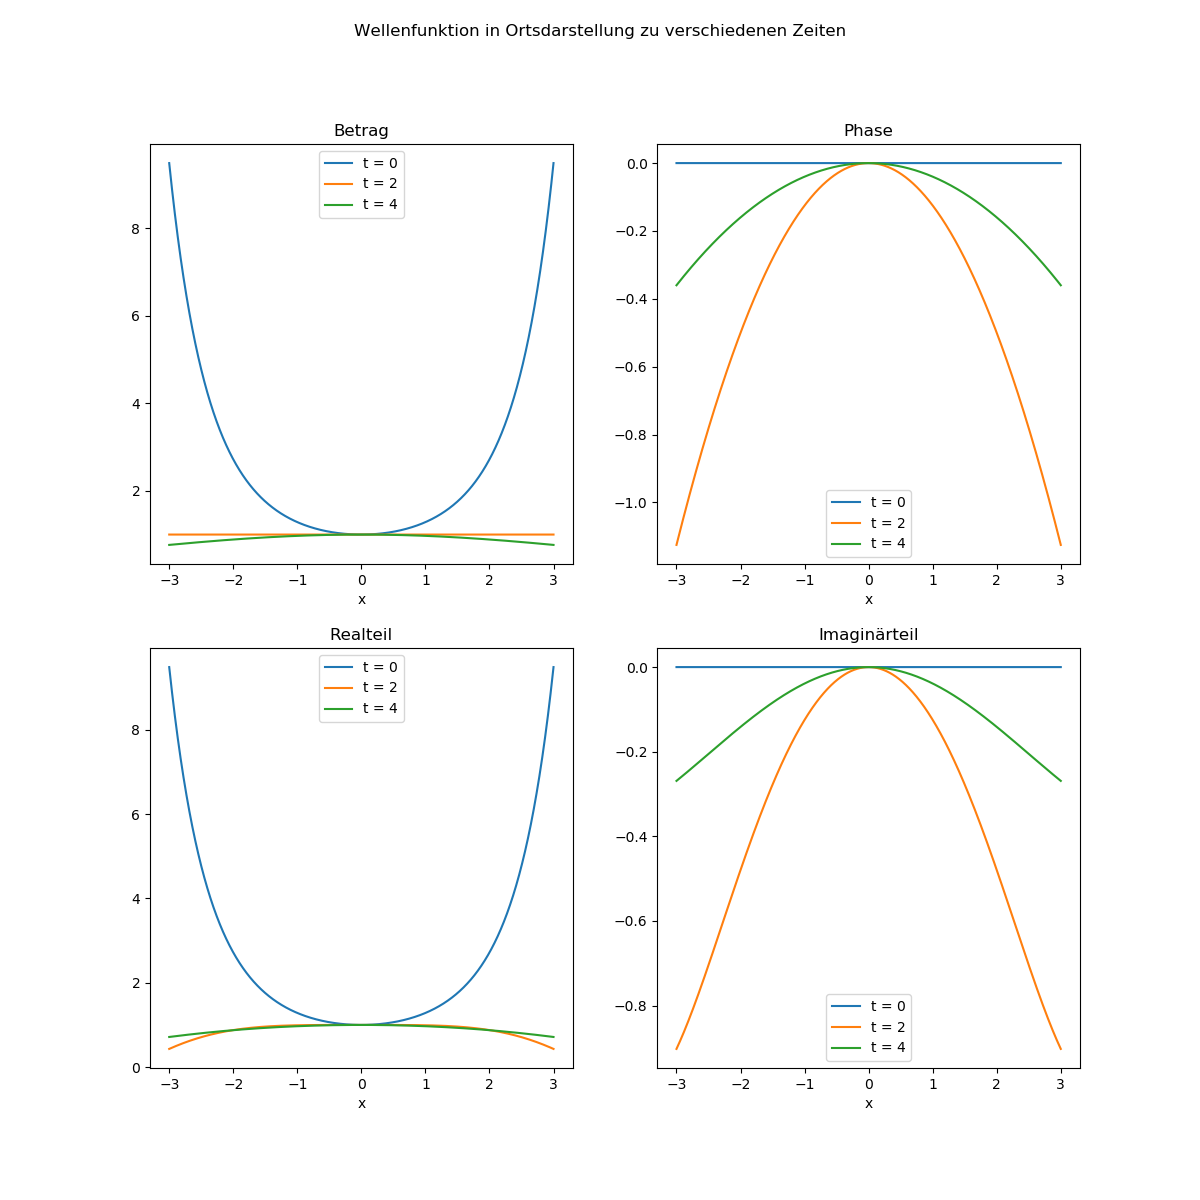 Wellenfunktion in Ortsdarstellung zu verschiedenen Zeiten
Betrag
t = 0
t = 2
t = 4
8
6
4
2
−3 −2 −1 0 1 2 3
x
Phase
0.0
−0.2
−0.4
−0.6
−0.8
−1.0
t = 0
t = 2
t = 4
−3 −2 −1 0 1 2 3
x
Realteil
t = 0
t = 2
t = 4
8
6
4
2
0
−3 −2 −1 0 1 2 3
x
Imaginärteil
0.0
−0.2
−0.4
−0.6
−0.8
t = 0
t = 2
t = 4
−3 −2 −1 0 1 2 3
x